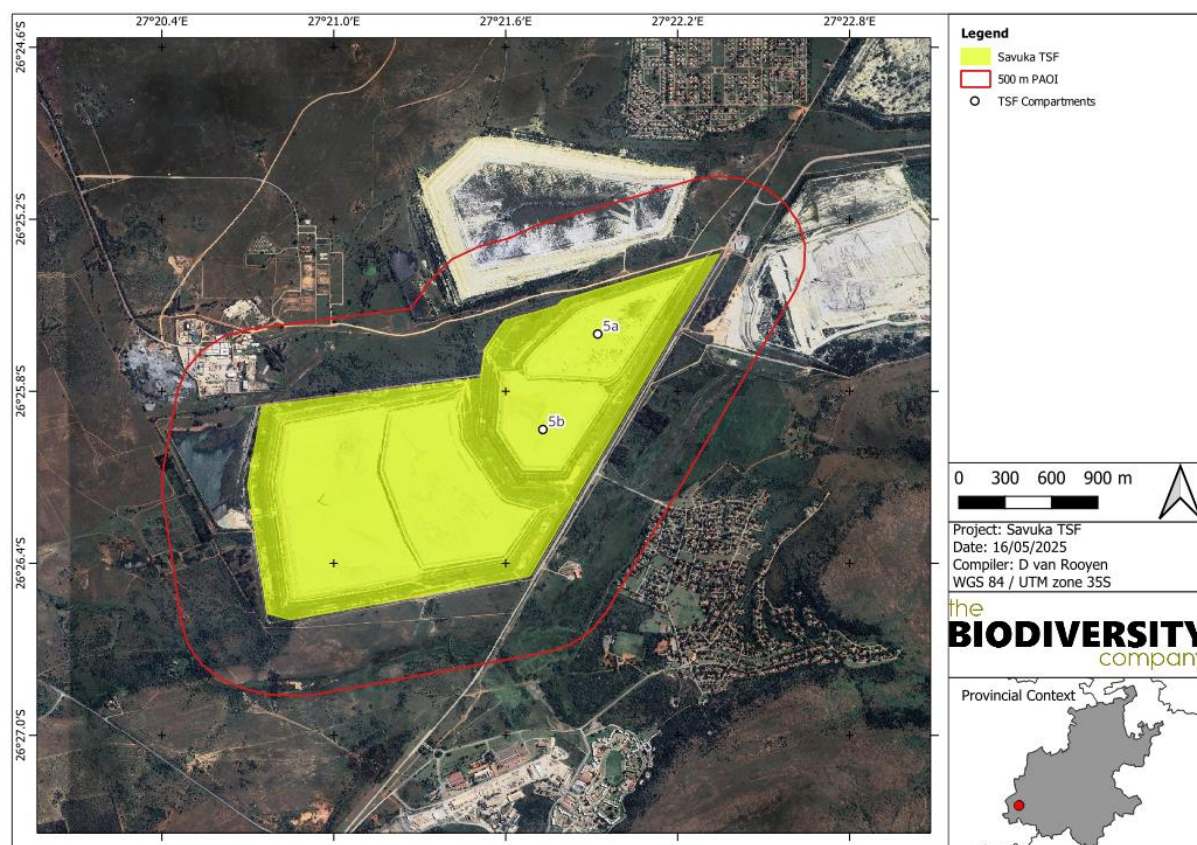 27°20.4'E
27°21.0'E
27°21.6'E
27°22.2'E
27°22.8'E
26°24.6'S
26°25.2'S
26°25.8'S
26°26.4'S
26°27.0'S
5a
5b
Legend
Savuka TSF
500 m PAOI
TSF Compartments
0 300 600 900 m
Project: Savuka TSF
Date: 16/05/2025
Compiler: D van Rooyen
WGS 84 / UTM zone 35S
the
BIODIVERSITY
company
Provincial Context